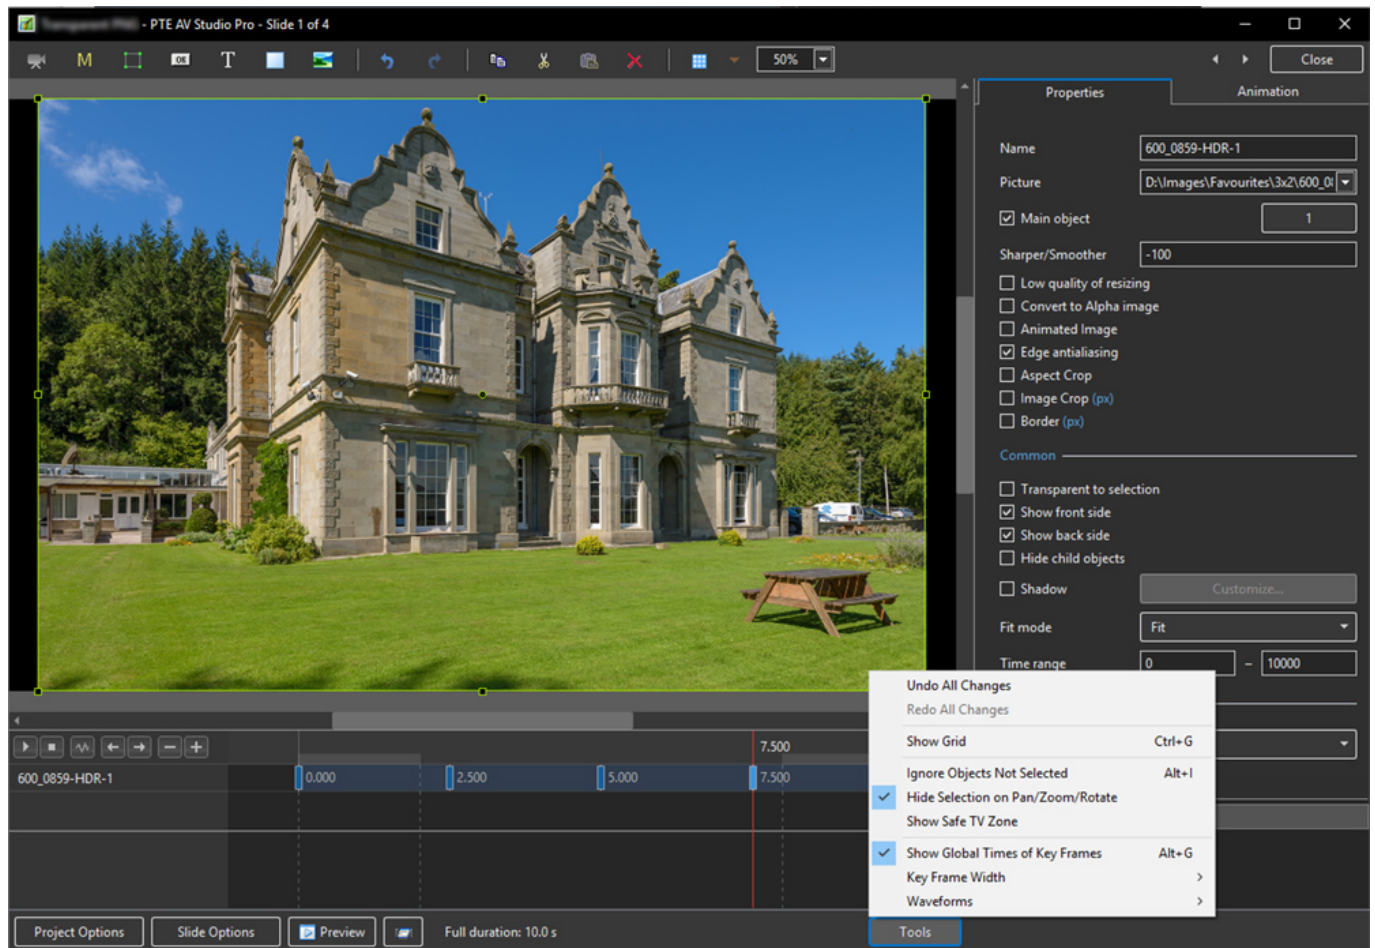 - PTE AV Studio Pro - Slide 1 of 4
M OK T 50% Close
Properties Animation
Name 600_0859-HDR-1
Picture D:\Images\Favourites\3x2\600_0
Main object 1
Sharper/Smoother -100
Low quality of resizing
Convert to Alpha image
Animated Image
Edge antialiasing
Aspect Crop
Image Crop (px)
Border (px)
Common
Transparent to selection
Show front side
Show back side
Hide child objects
Shadow Customize...
Fit mode Fit
Time range 0 – 10000
Undo All Changes
Redo All Changes
Show Grid Ctrl+G
Ignore Objects Not Selected Alt+I
Hide Selection on Pan/Zoom/Rotate
Show Safe TV Zone
Show Global Times of Key Frames Alt+G
Key Frame Width
Waveforms
7.500
600_0859-HDR-1 0.000 2.500 5.000 7.500
Project Options Slide Options Preview Full duration: 10.0 s Tools